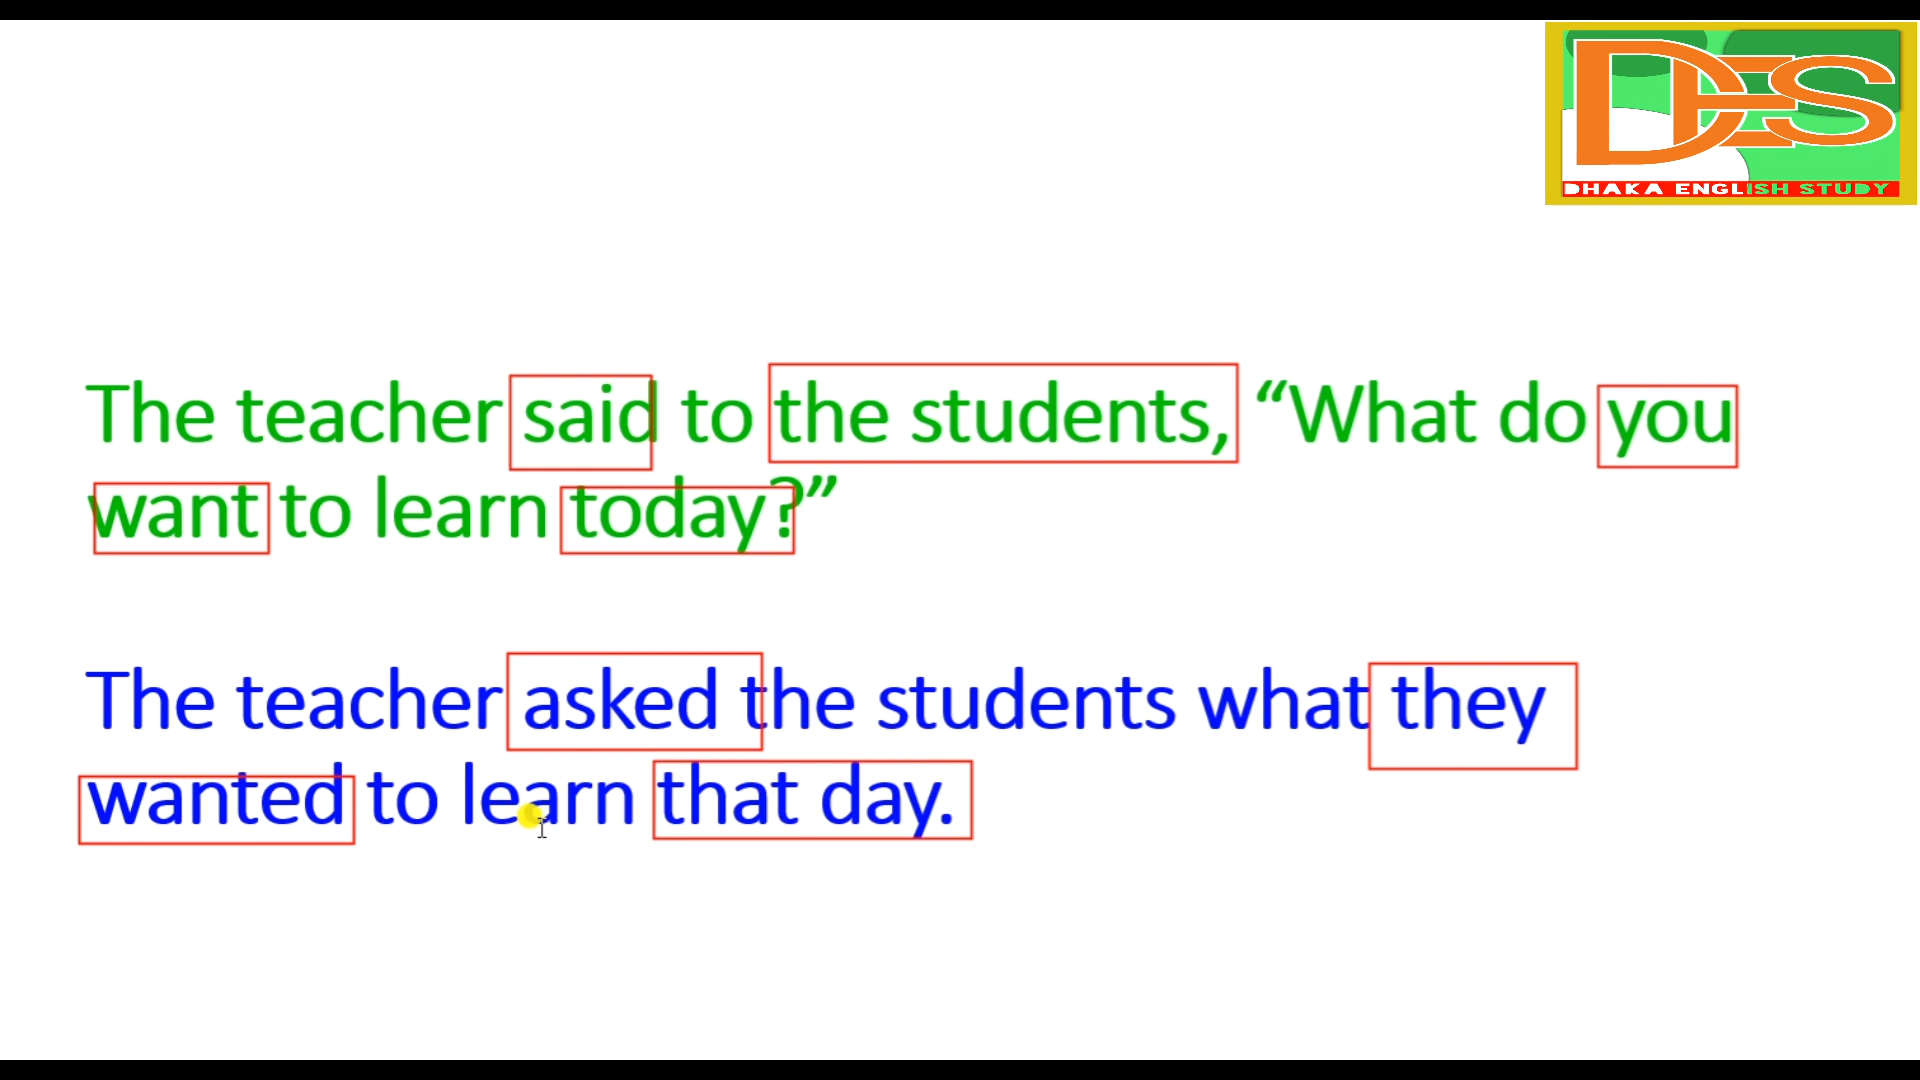 DES
DHAKA ENGLISH STUDY
The teacher said to the students, “What do you
want to learn today?”
The teacher asked the students what they
wanted to learn that day.